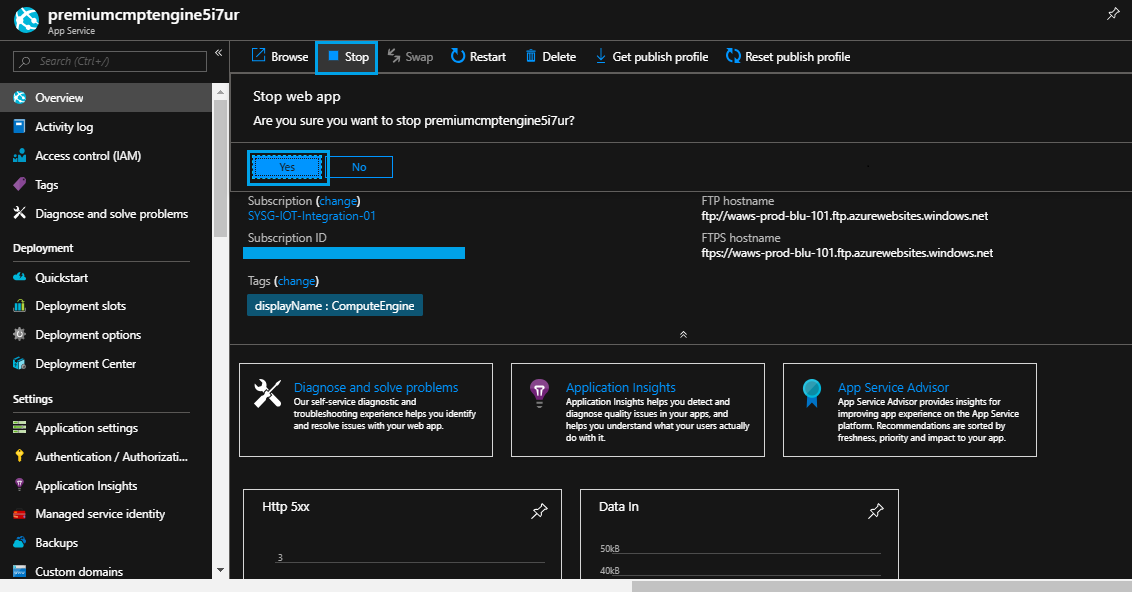 premiumcmptengine5i7ur
App Service
Search (Ctrl+/)
«
Overview
Activity log
Access control (IAM)
Tags
Diagnose and solve problems
Deployment
Quickstart
Deployment slots
Deployment options
Deployment Center
Settings
Application settings
Authentication / Authorizati...
Application Insights
Managed service identity
Backups
Custom domains
Browse Stop Swap Restart Delete Get publish profile Reset publish profile
Stop web app
Are you sure you want to stop premiumcmptengine5i7ur?
Yes No
Subscription (change)
SYSG-IOT-Integration-01
Subscription ID
Tags (change)
displayName : ComputeEngine
FTP hostname
ftp://waws-prod-blu-101.ftp.azurewebsites.windows.net
FTPS hostname
ftps://waws-prod-blu-101.ftp.azurewebsites.windows.net
Diagnose and solve problems
Our self-service diagnostic and
troubleshooting experience helps you identify
and resolve issues with your web app.
Application Insights
Application Insights helps you detect and
diagnose quality issues in your apps, and
helps you understand what your users actually
do with it.
App Service Advisor
App Service Advisor provides insights for
improving app experience on the App Service
platform. Recommendations are sorted by
freshness, priority and impact to your app.
Http 5xx
3
Data In
50kB
40kB